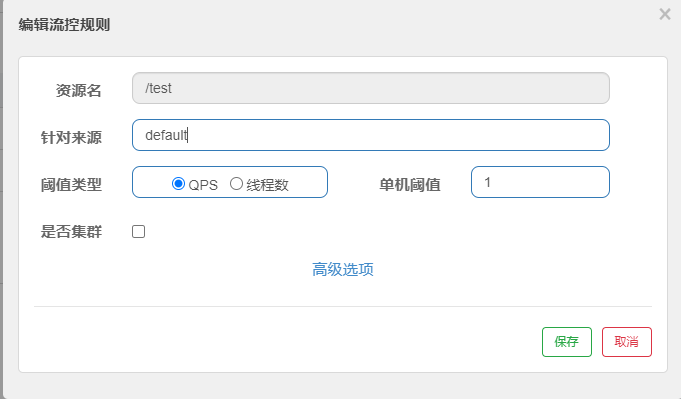 编辑流控规则 ×
资源名 /test
针对来源 default
阈值类型 QPS 线程数 单机阈值 1
是否集群
高级选项
保存 取消